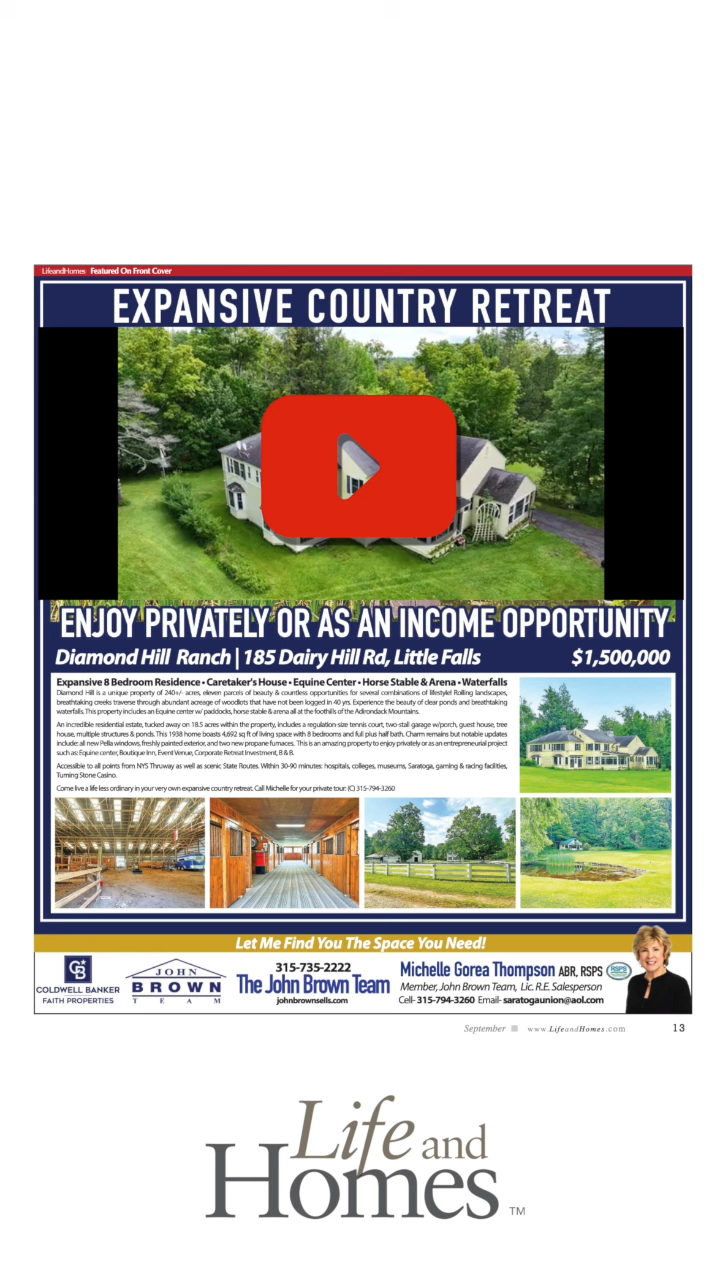 LifeandHomes Featured On Front Cover
EXPANSIVE COUNTRY RETREAT
ENJOY PRIVATELY OR AS AN INCOME OPPORTUNITY
Diamond Hill Ranch | 185 Dairy Hill Rd, Little Falls $1,500,000
Expansive 8 Bedroom Residence • Caretaker's House • Equine Center • Horse Stable & Arena • Waterfalls
Diamond Hill is a unique property of 240+/- acres, eleven parcels of beauty & countless opportunities for several combinations of lifestyle! Rolling landscapes,
breathtaking creeks traverse through abundant acreage of woodlots that have not been logged in 40 yrs. Experience the beauty of clear ponds and breathtaking
waterfalls. This property includes an Equine center w/ paddocks, horse stable & arena all at the foothills of the Adirondack Mountains.
An incredible residential estate, tucked away on 18.5 acres within the property, includes a regulation-size tennis court, two-stall garage w/porch, guest house, tree
house, multiple structures & ponds. This 1938 home boasts 4,692 sq ft of living space with 8 bedrooms and full plus half bath. Charm remains but notable updates
include: all new Pella windows, freshly painted exterior, and two new propane furnaces. This is an amazing property to enjoy privately or as an entrepreneurial project
such as: Equine center, Boutique Inn, Event Venue, Corporate Retreat Investment, B & B.
Accessible to all points from NYS Thruway as well as scenic State Routes. Within 30-90 minutes: hospitals, colleges, museums, Saratoga, gaming & racing facilities,
Turning Stone Casino.
Come live a life less ordinary in your very own expansive country retreat. Call Michelle for your private tour: (C) 315-794-3260
Let Me Find You The Space You Need!
CB
COLDWELL BANKER
FAITH PROPERTIES
JOHN
BROWN
TEAM
315-735-2222
The John Brown Team
johnbrownsells.com
Michelle Gorea Thompson ABR, RSPS
Member, John Brown Team, Lic. R.E. Salesperson
Cell- 315-794-3260 Email- saratogaunion@aol.com
RSPS
September www.LifeandHomes.com 13
Life and
Homes TM